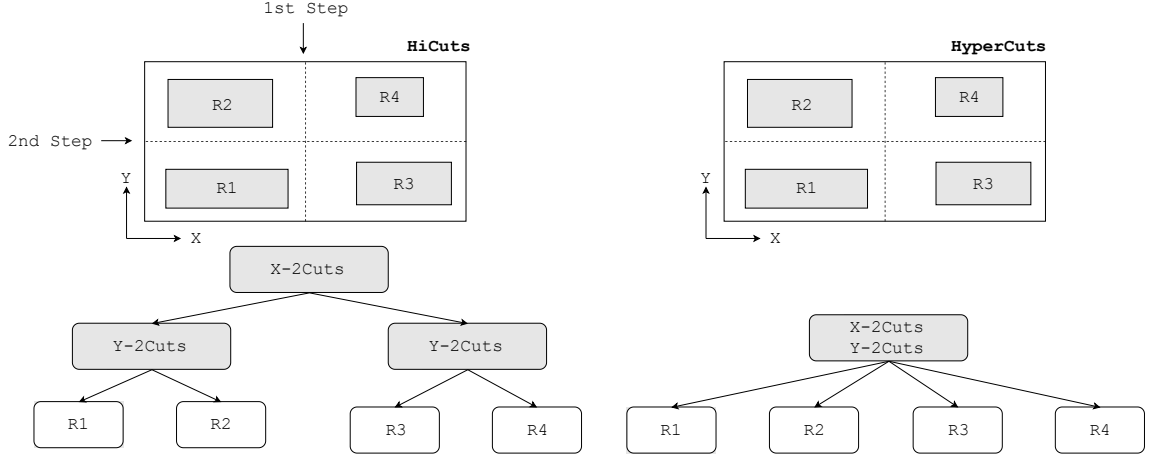 1st Step
HiCuts
R2
R4
2nd Step
R1
R3
Y
X
X-2Cuts
Y-2Cuts
Y-2Cuts
R1
R2
R3
R4
HyperCuts
R2
R4
R1
R3
Y
X
X-2Cuts
Y-2Cuts
R1
R2
R3
R4